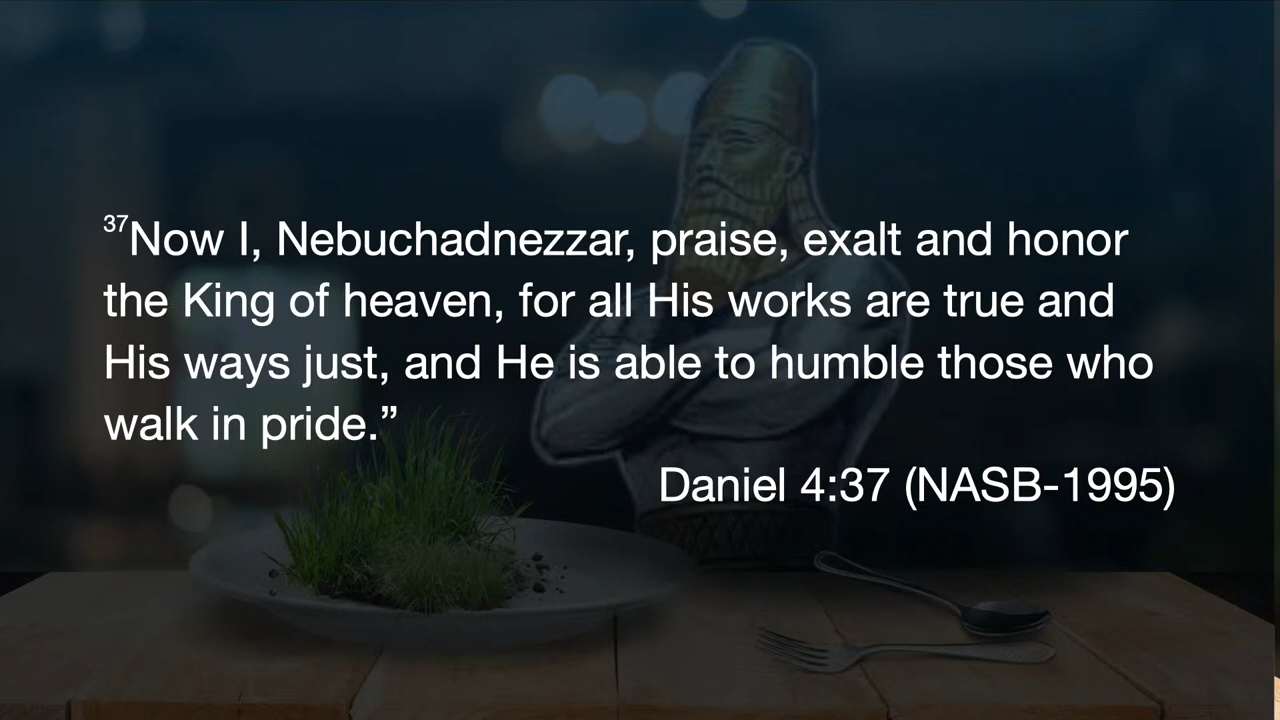 37Now I, Nebuchadnezzar, praise, exalt and honor
the King of heaven, for all His works are true and
His ways just, and He is able to humble those who
walk in pride.”
Daniel 4:37 (NASB-1995)